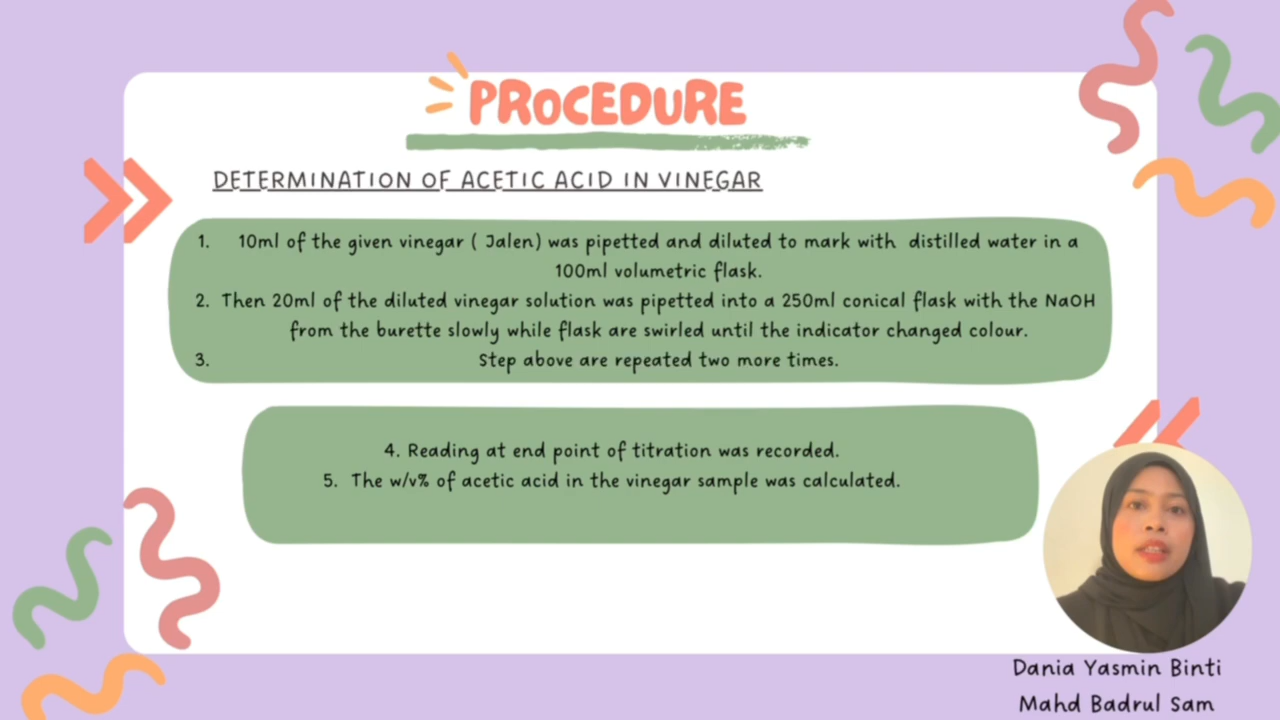 PROCEDURE
DETERMINATION OF ACETIC ACID IN VINEGAR
1. 10ml of the given vinegar ( Jalen) was pipetted and diluted to mark with distilled water in a
100ml volumetric flask.
2. Then 20ml of the diluted vinegar solution was pipetted into a 250ml conical flask with the NaOH
from the burette slowly while flask are swirled until the indicator changed colour.
3. Step above are repeated two more times.
4. Reading at end point of titration was recorded.
5. The w/v% of acetic acid in the vinegar sample was calculated.
Dania Yasmin Binti
Mahd Badrul Sam